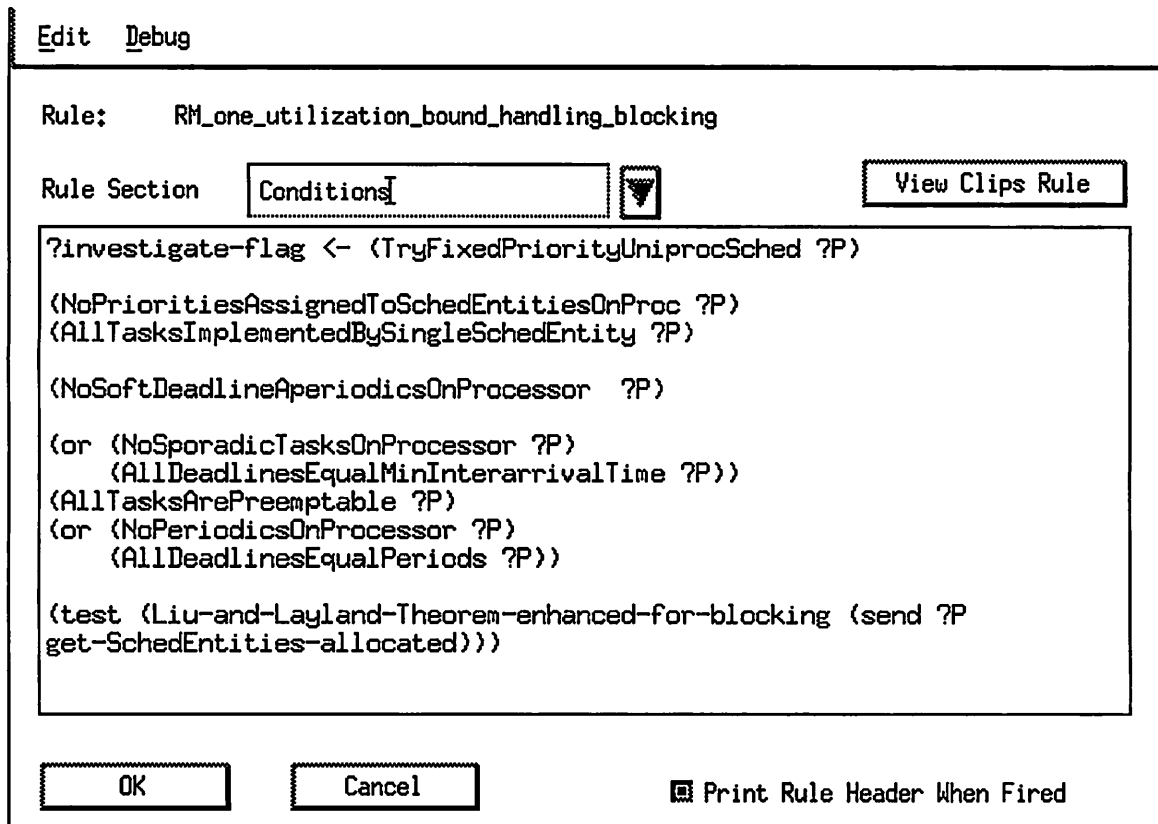 Edit Debug
Rule: RM_one_utilization_bound_handling_blocking
Rule Section Conditions View Clips Rule
?investigate-flag <- (TryFixedPriorityUniprocSched ?P)
(NoPrioritiesAssignedToSchedEntitiesOnProc ?P)
(AllTasksImplementedBySingleSchedEntity ?P)
(NoSoftDeadlineAperiodicsOnProcessor ?P)
(or (NoSporadicTasksOnProcessor ?P)
(AllDeadlinesEqualMinInterarrivalTime ?P))
(AllTasksArePreemptable ?P)
(or (NoPeriodicsOnProcessor ?P)
(AllDeadlinesEqualPeriods ?P))
(test (Liu-and-Layland-Theorem-enhanced-for-blocking (send ?P
get-SchedEntities-allocated)))
OK Cancel Print Rule Header When Fired